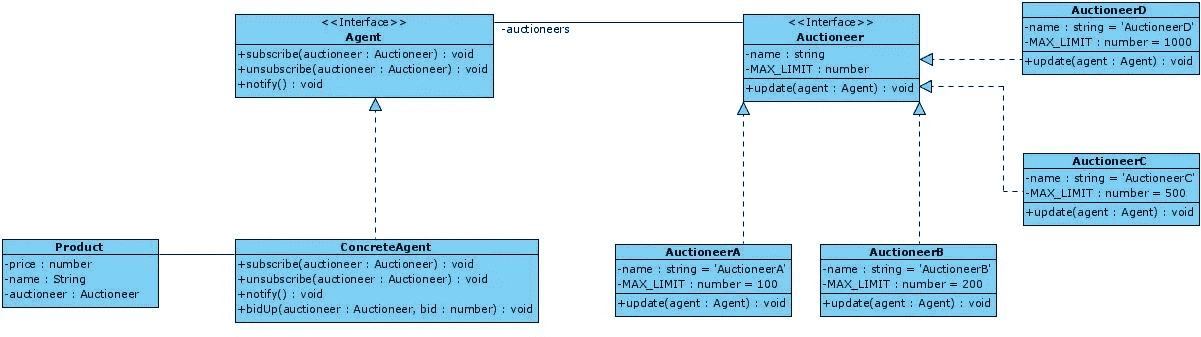 <<Interface>>
Agent
+subscribe(auctioneer : Auctioneer) : void
+unsubscribe(auctioneer : Auctioneer) : void
+notify() : void
-auctioneers
<<Interface>>
Auctioneer
-name : string
-MAX_LIMIT : number
+update(agent : Agent) : void
AuctioneerD
-name : string = 'AuctioneerD'
-MAX_LIMIT : number = 1000
+update(agent : Agent) : void
AuctioneerC
-name : string = 'AuctioneerC'
-MAX_LIMIT : number = 500
+update(agent : Agent) : void
Product
-price : number
-name : String
-auctioneer : Auctioneer
ConcreteAgent
+subscribe(auctioneer : Auctioneer) : void
+unsubscribe(auctioneer : Auctioneer) : void
+notify() : void
+bidUp(auctioneer : Auctioneer, bid : number) : void
AuctioneerA
-name : string = 'AuctioneerA'
-MAX_LIMIT : number = 100
+update(agent : Agent) : void
AuctioneerB
-name : string = 'AuctioneerB'
-MAX_LIMIT : number = 200
+update(agent : Agent) : void